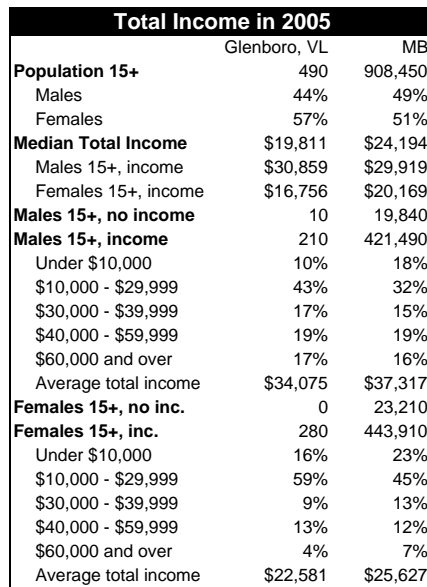 Total Income in 2005
Glenboro, VL MB
Population 15+ 490 908,450
Males 44% 49%
Females 57% 51%
Median Total Income $19,811 $24,194
Males 15+, income $30,859 $29,919
Females 15+, income $16,756 $20,169
Males 15+, no income 10 19,840
Males 15+, income 210 421,490
Under $10,000 10% 18%
$10,000 - $29,999 43% 32%
$30,000 - $39,999 17% 15%
$40,000 - $59,999 19% 19%
$60,000 and over 17% 16%
Average total income $34,075 $37,317
Females 15+, no inc. 0 23,210
Females 15+, inc. 280 443,910
Under $10,000 16% 23%
$10,000 - $29,999 59% 45%
$30,000 - $39,999 9% 13%
$40,000 - $59,999 13% 12%
$60,000 and over 4% 7%
Average total income $22,581 $25,627